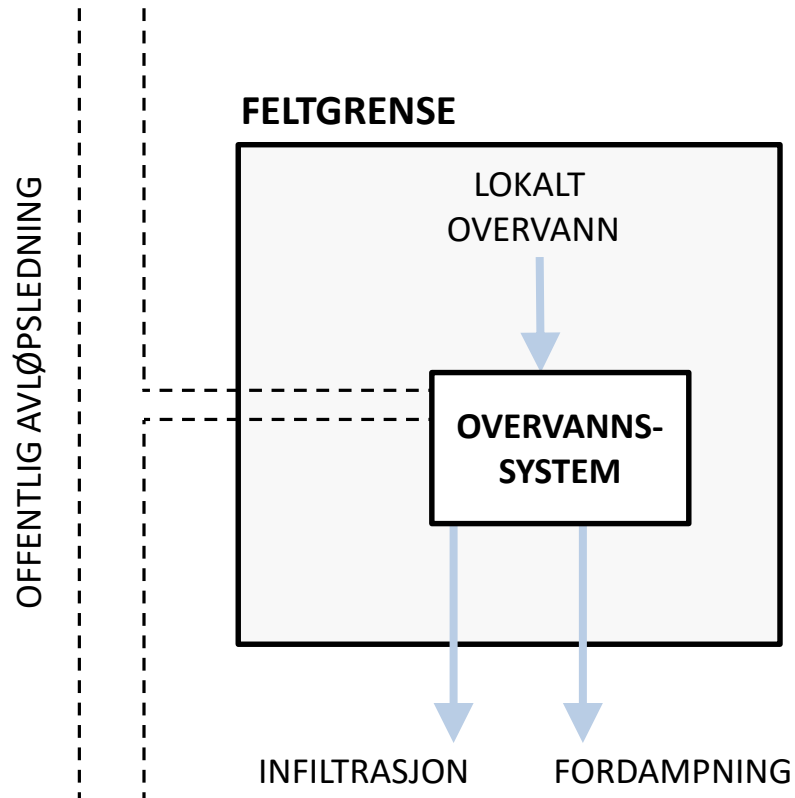 FELTGRENSE
LOKALT
OVERVANN
OFFENTLIG AVLØPSLEDNING
OVERVANNS-
SYSTEM
INFILTRASJON
FORDAMPNING